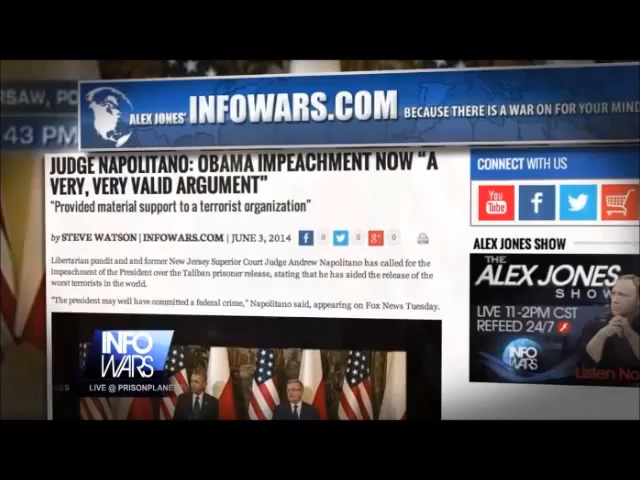 RSAW, PO
43 PM
ALEX JONES' INFOWARS.COM BECAUSE THERE IS A WAR ON FOR YOUR MIND
JUDGE NAPOLITANO: OBAMA IMPEACHMENT NOW "A
VERY, VERY VALID ARGUMENT"
"Provided material support to a terrorist organization"
by STEVE WATSON | INFOWARS.COM | JUNE 3, 2014
0
0
0
Libertarian pundit and and former New Jersey Superior Court Judge Andrew Napolitano has called for the
impeachment of the President over the Taliban prisoner release, stating that he has aided the release of the
worst terrorists in the world.
"The president may well have committed a federal crime," Napolitano said, appearing on Fox News Tuesday.
CONNECT WITH US
You
Tube
ALEX JONES SHOW
THE
ALEX JONES
SHOW
LIVE 11-2PM CST
REFEED 24/7
INFO
WARS
Listen Now
INFO
WARS
LIVE @ PRISONPLANE